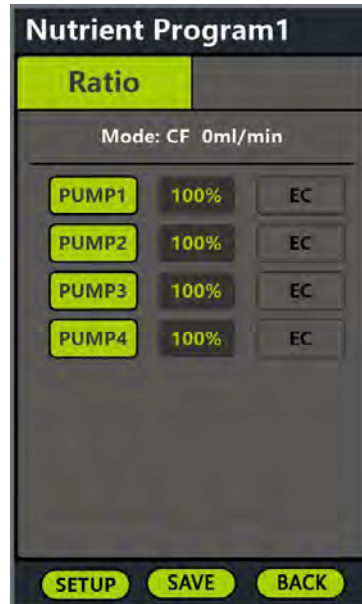 Nutrient Program1
Ratio
Mode: CF 0ml/min
PUMP1 100% EC
PUMP2 100% EC
PUMP3 100% EC
PUMP4 100% EC
SETUP SAVE BACK